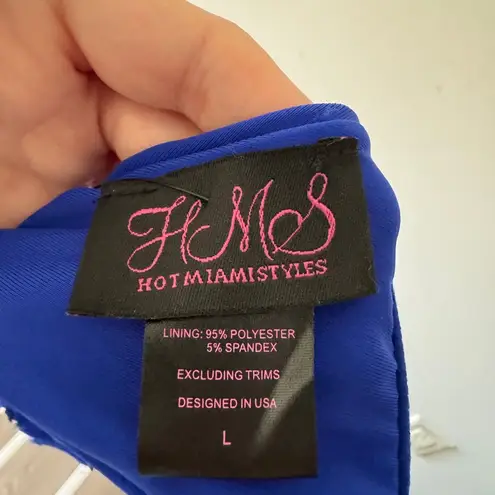 HMS
HOTMIAMISTYLES
LINING: 95% POLYESTER
5% SPANDEX
EXCLUDING TRIMS
DESIGNED IN USA
L